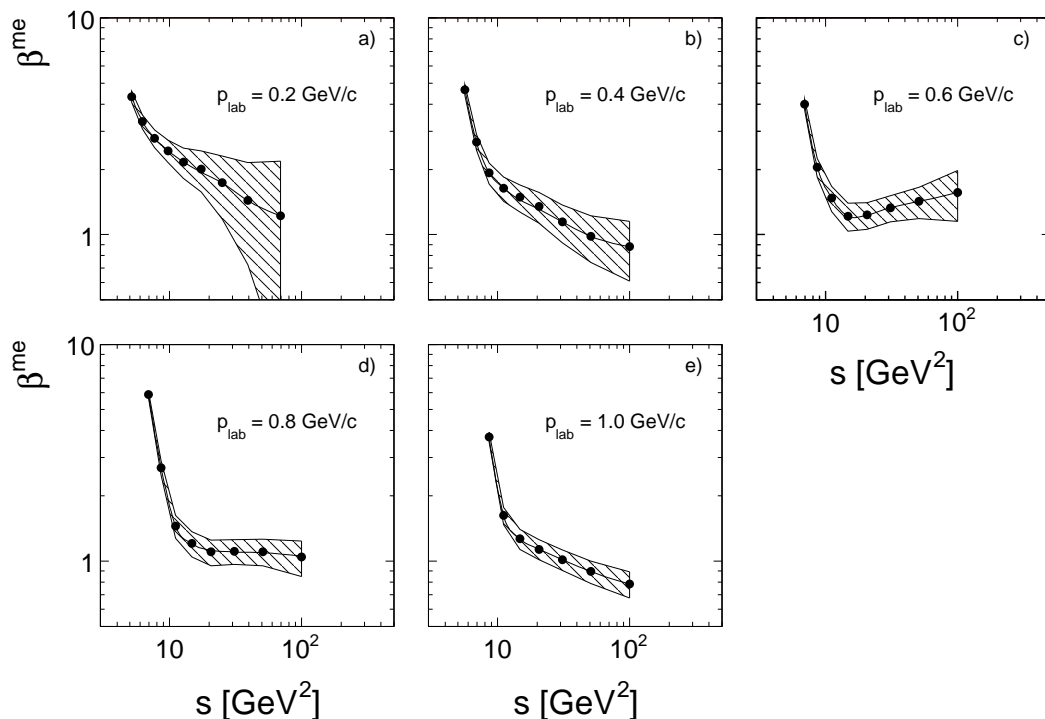 β^me
10
1
a)
p_lab = 0.2 GeV/c
b)
p_lab = 0.4 GeV/c
c)
p_lab = 0.6 GeV/c
10
10^2
s [GeV^2]
β^me
10
1
d)
p_lab = 0.8 GeV/c
e)
p_lab = 1.0 GeV/c
10
10^2
10
10^2
s [GeV^2]
s [GeV^2]